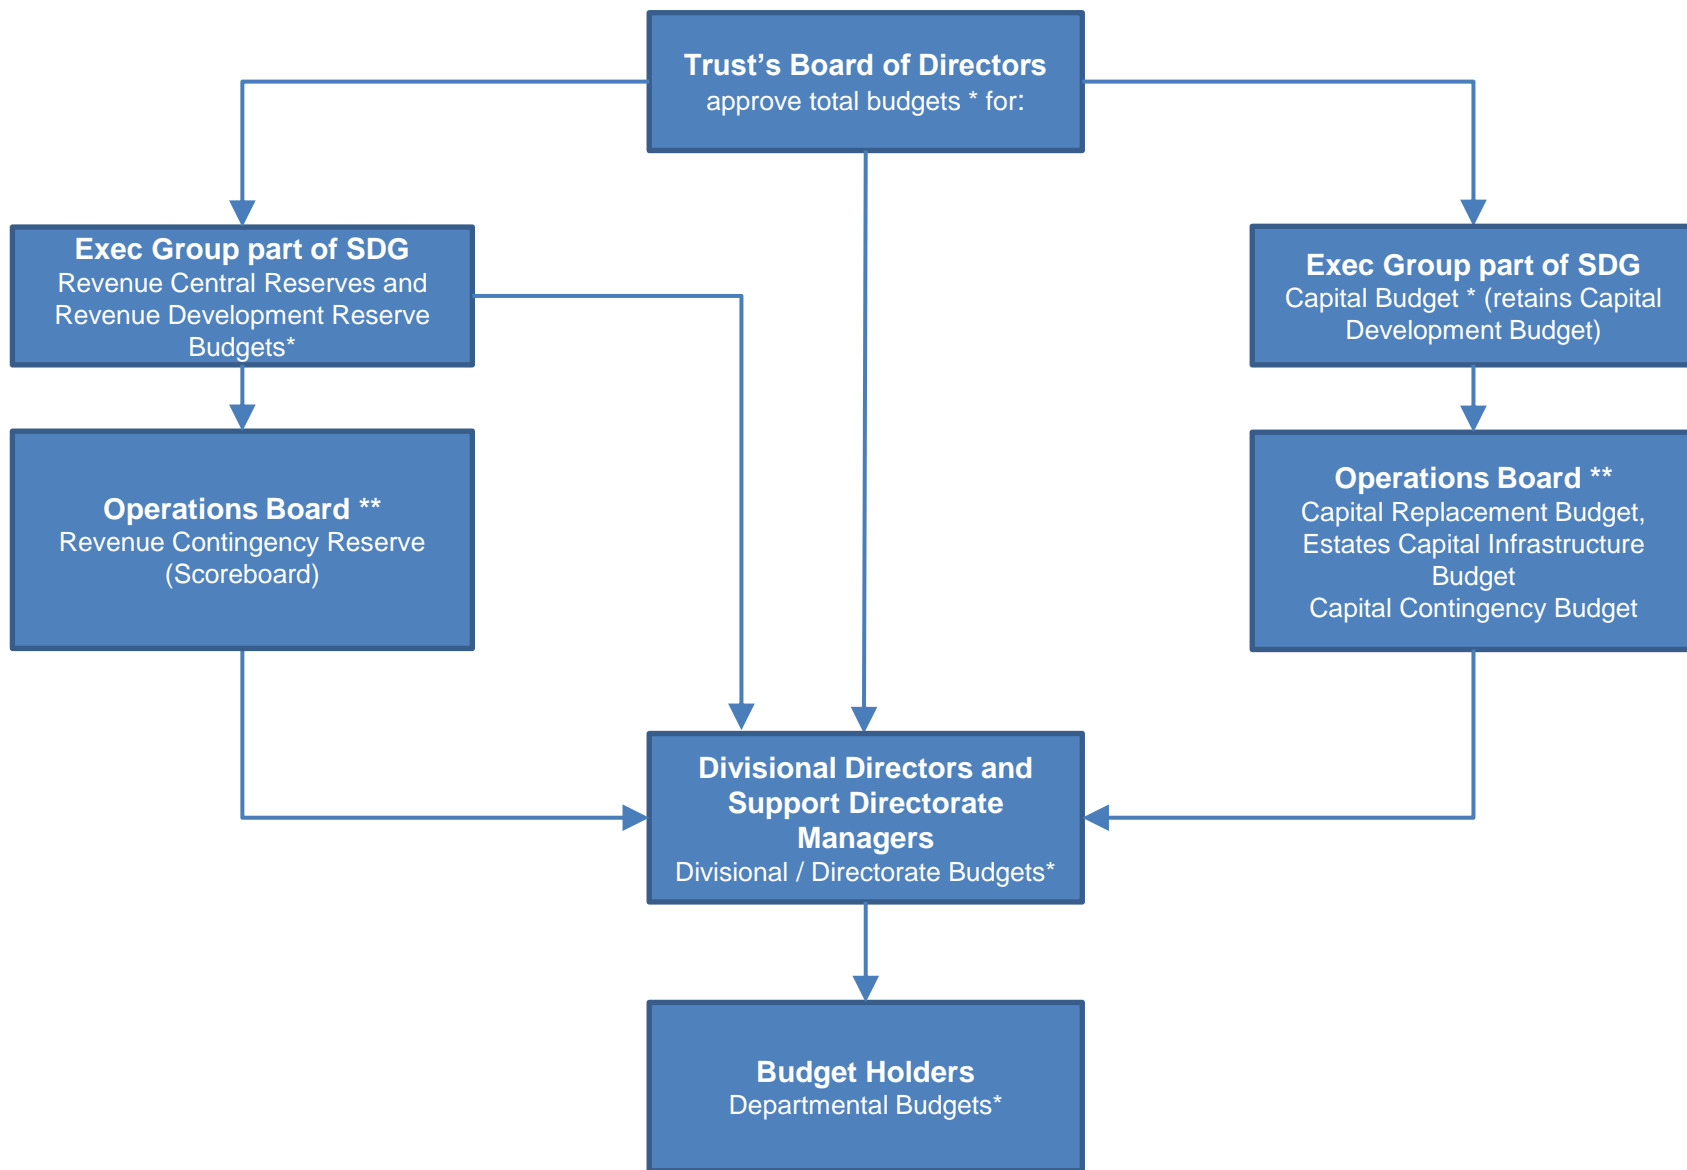 Trust’s Board of Directors
approve total budgets * for:
Exec Group part of SDG
Revenue Central Reserves and
Revenue Development Reserve
Budgets*
Exec Group part of SDG
Capital Budget * (retains Capital
Development Budget)
Operations Board **
Revenue Contingency Reserve
(Scoreboard)
Operations Board **
Capital Replacement Budget,
Estates Capital Infrastructure
Budget
Capital Contingency Budget
Divisional Directors and
Support Directorate
Managers
Divisional / Directorate Budgets*
Budget Holders
Departmental Budgets*